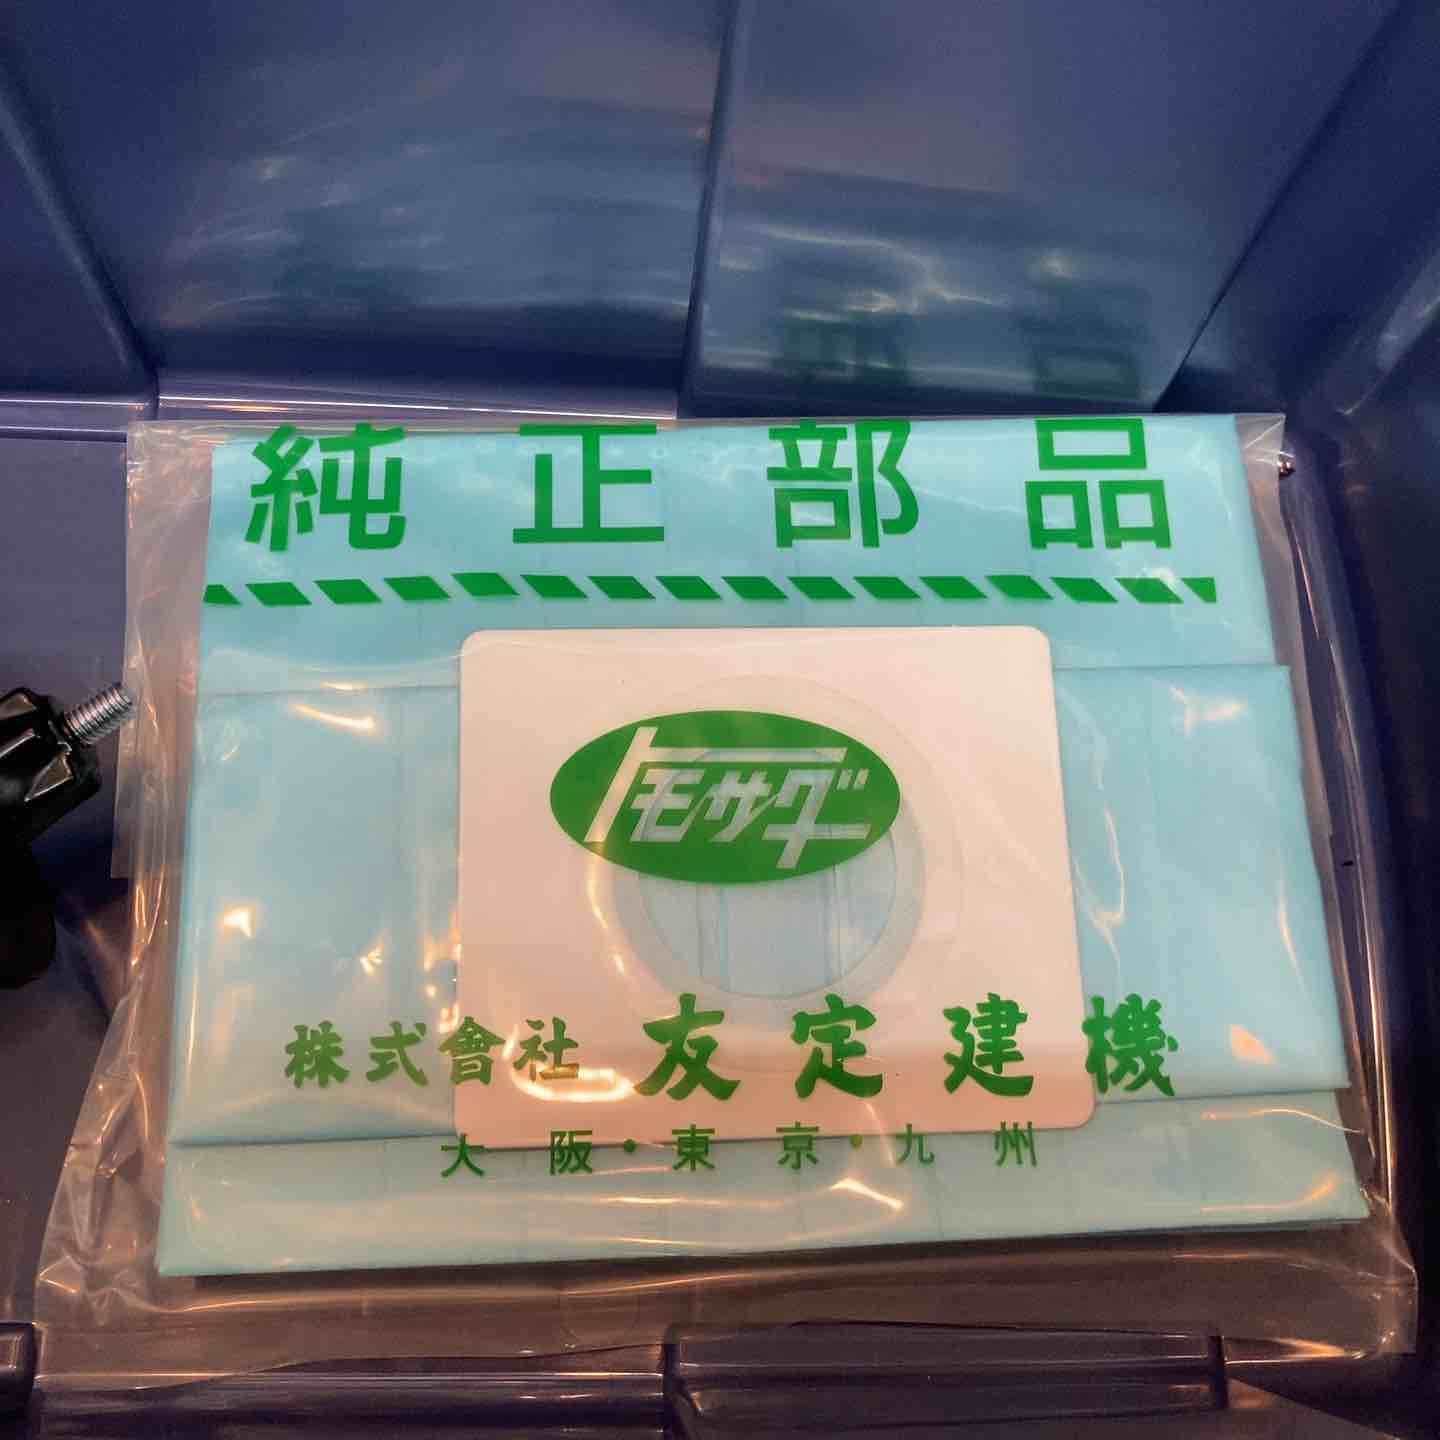 純正部品
トモサダ
株式會社 友定建機
大阪・東京・九州